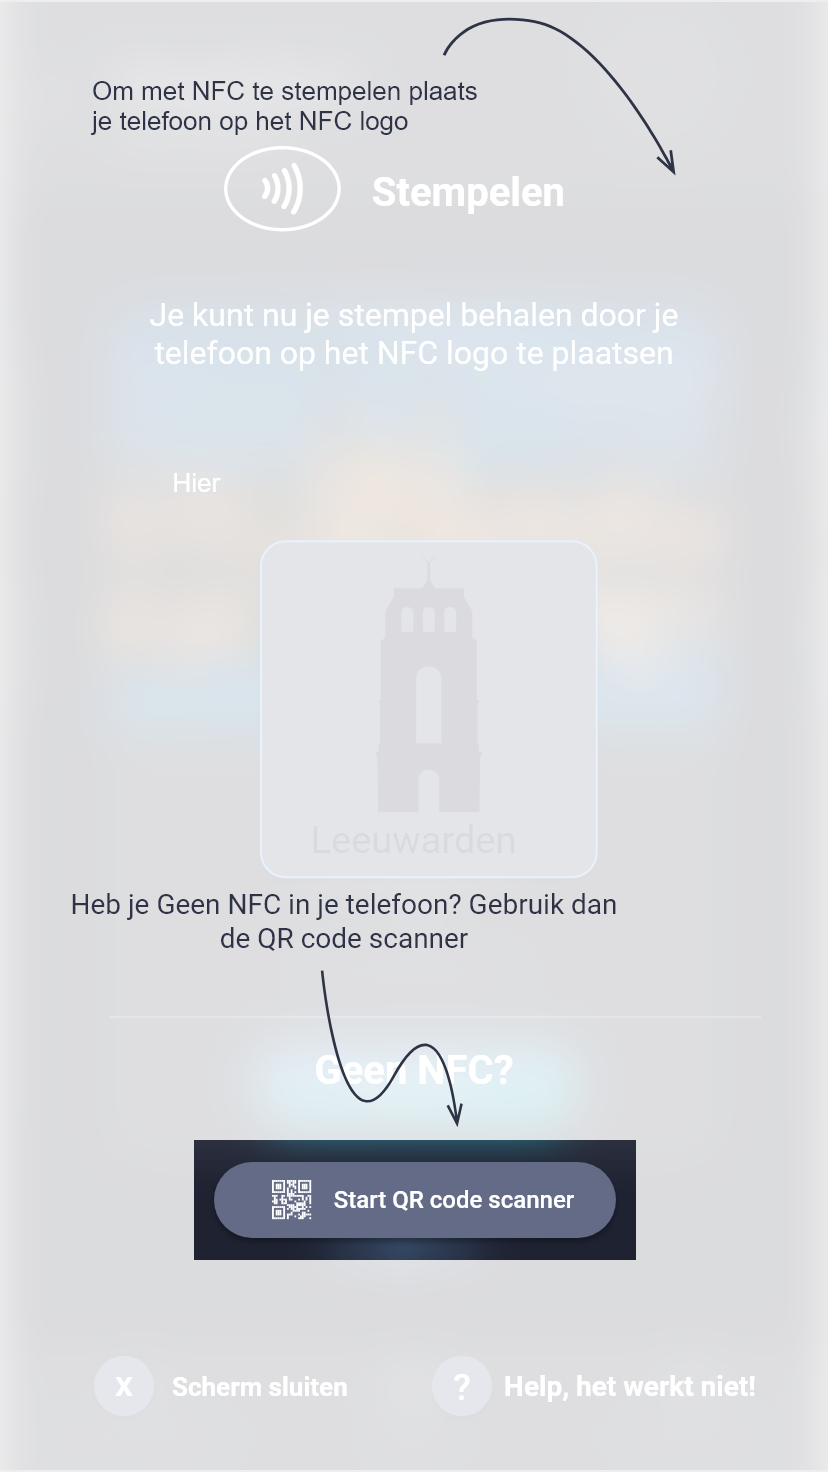 Om met NFC te stempelen plaats
je telefoon op het NFC logo
Stempelen
Je kunt nu je stempel behalen door je
telefoon op het NFC logo te plaatsen
Hier
Leeuwarden
Heb je Geen NFC in je telefoon? Gebruik dan
de QR code scanner
Geen NFC?
Start QR code scanner
X Scherm sluiten
? Help, het werkt niet!